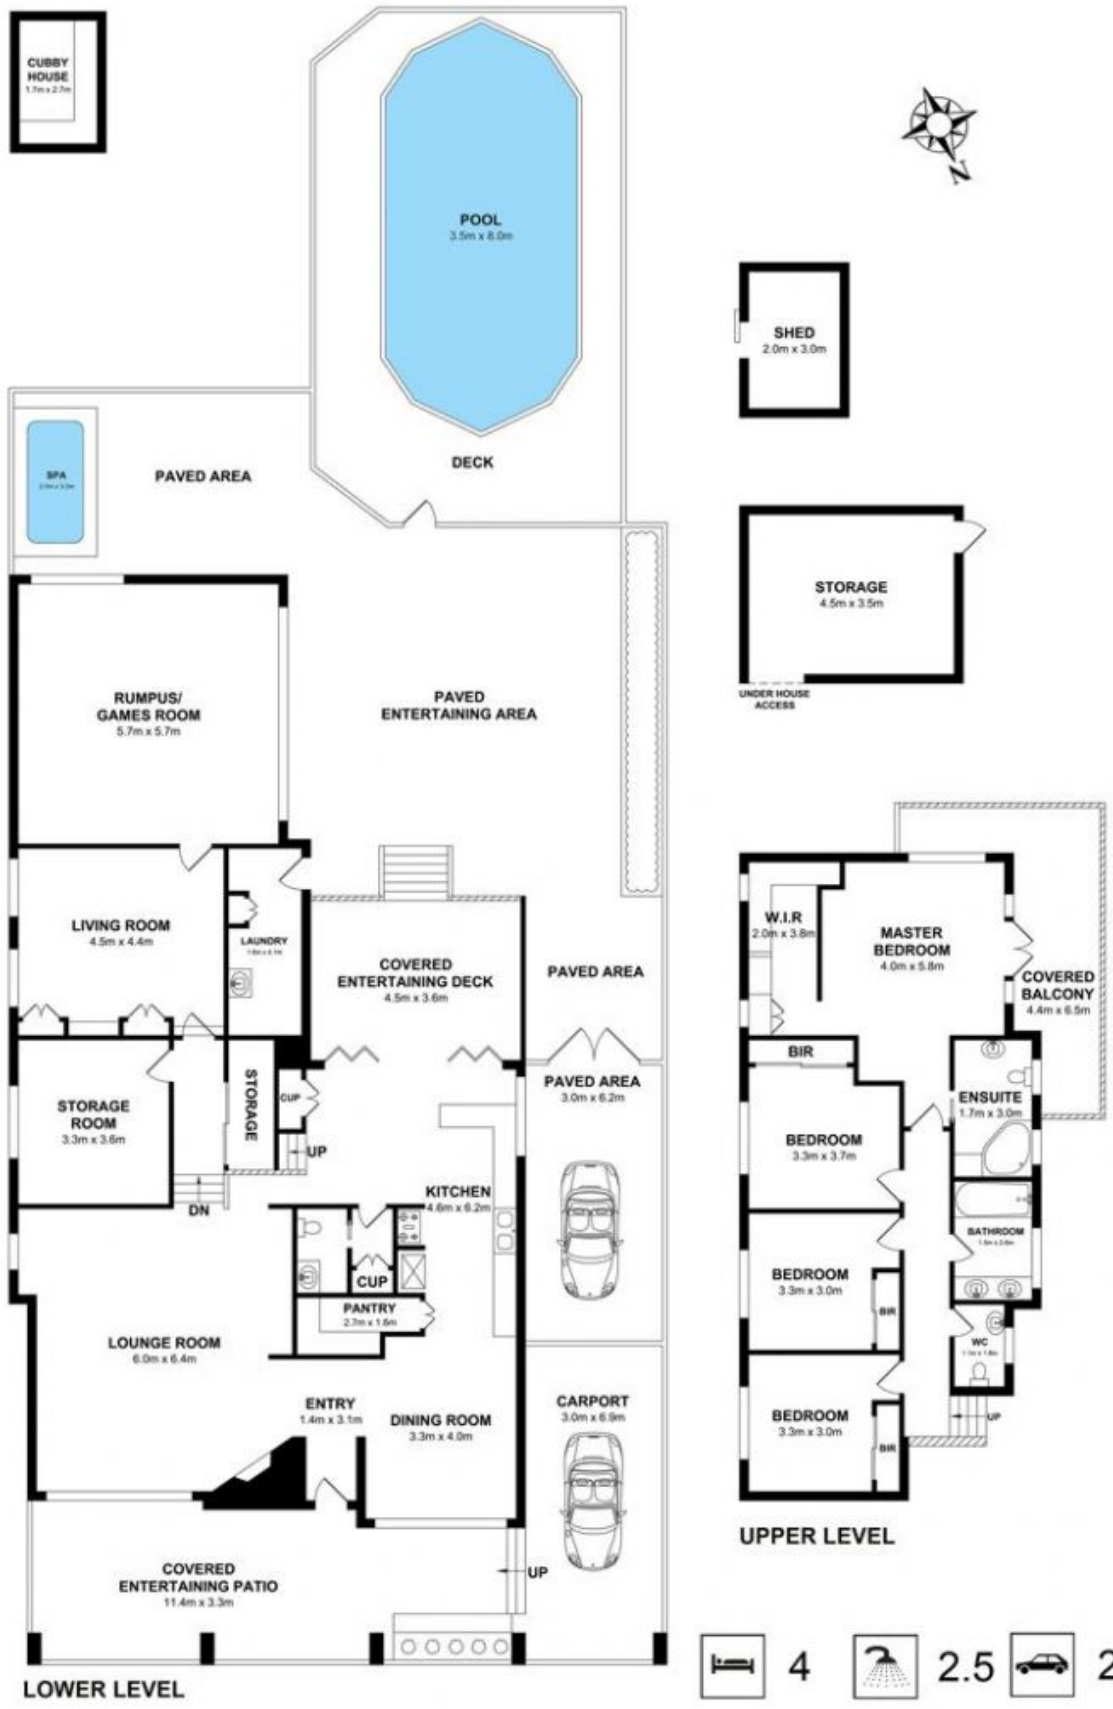 CUBBY
HOUSE
1.7m x 2.7m
POOL
3.5m x 8.0m
N
SHED
2.0m x 3.0m
SPA
PAVED AREA
DECK
STORAGE
4.5m x 3.5m
UNDER HOUSE
ACCESS
RUMPUS/
GAMES ROOM
5.7m x 5.7m
PAVED
ENTERTAINING AREA
LIVING ROOM
4.5m x 4.4m
LAUNDRY
COVERED
ENTERTAINING DECK
4.5m x 3.6m
PAVED AREA
W.I.R
2.0m x 3.8m
MASTER
BEDROOM
4.0m x 5.8m
COVERED
BALCONY
4.4m x 6.5m
STORAGE
ROOM
3.3m x 3.6m
STORAGE
CUP
UP
DN
PAVED AREA
3.0m x 6.2m
KITCHEN
4.6m x 6.2m
BIR
BEDROOM
3.3m x 3.7m
ENSUITE
1.7m x 3.0m
BATHROOM
CUP
PANTRY
2.7m x 1.6m
LOUNGE ROOM
6.0m x 6.4m
BEDROOM
3.3m x 3.0m
BIR
WC
ENTRY
1.4m x 3.1m
DINING ROOM
3.3m x 4.0m
CARPORT
3.0m x 6.9m
BEDROOM
3.3m x 3.0m
BIR
UP
UPPER LEVEL
COVERED
ENTERTAINING PATIO
11.4m x 3.3m
UP
LOWER LEVEL
4
2.5
2